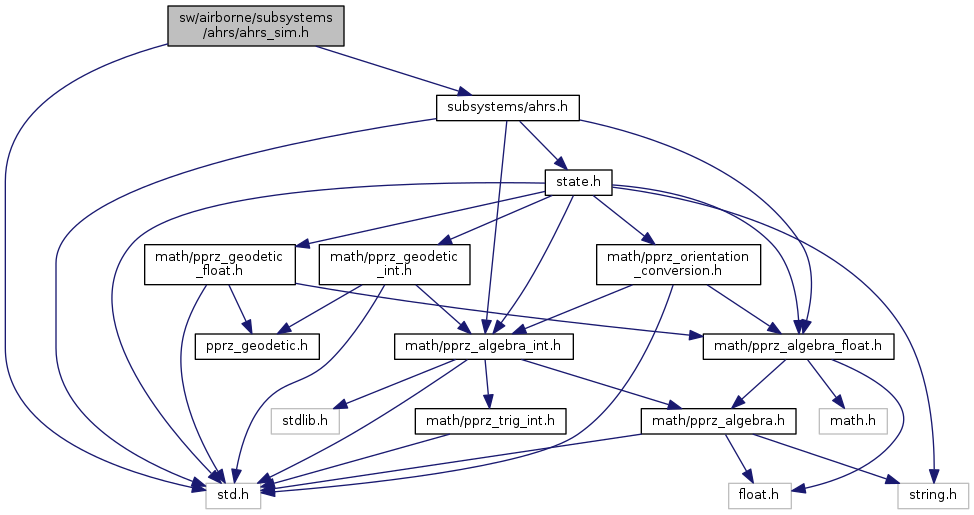 sw/airborne/subsystems
/ahrs/ahrs_sim.h
subsystems/ahrs.h
state.h
math/pprz_geodetic
_float.h
math/pprz_geodetic
_int.h
math/pprz_orientation
_conversion.h
pprz_geodetic.h
math/pprz_algebra_int.h
math/pprz_algebra_float.h
stdlib.h
math/pprz_trig_int.h
math/pprz_algebra.h
math.h
std.h
float.h
string.h